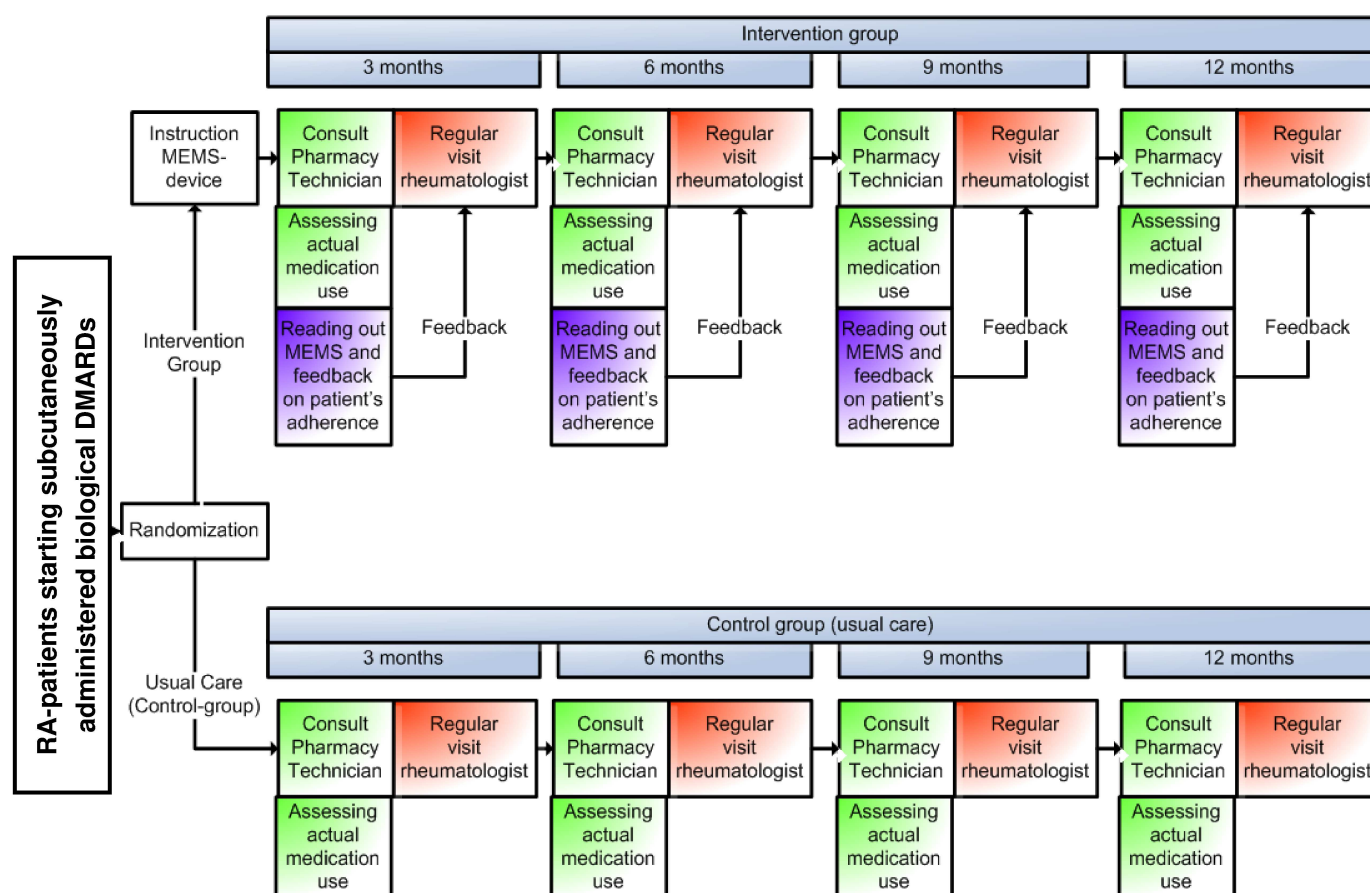 Intervention group
3 months
6 months
9 months
12 months
Instruction
MEMS-
device
Consult
Pharmacy
Technician
Regular
visit
rheumatologist
Consult
Pharmacy
Technician
Regular
visit
rheumatologist
Consult
Pharmacy
Technician
Regular
visit
rheumatologist
Consult
Pharmacy
Technician
Regular
visit
rheumatologist
Assessing
actual
medication
use
Assessing
actual
medication
use
Assessing
actual
medication
use
Assessing
actual
medication
use
Reading out
MEMS and
feedback
on patient's
adherence
Feedback
Reading out
MEMS and
feedback
on patient's
adherence
Feedback
Reading out
MEMS and
feedback
on patient's
adherence
Feedback
Reading out
MEMS and
feedback
on patient's
adherence
Feedback
Intervention
Group
RA-patients starting subcutaneously
administered biological DMARDs
Randomization
Usual Care
(Control-group)
Control group (usual care)
3 months
6 months
9 months
12 months
Consult
Pharmacy
Technician
Regular
visit
rheumatologist
Consult
Pharmacy
Technician
Regular
visit
rheumatologist
Consult
Pharmacy
Technician
Regular
visit
rheumatologist
Consult
Pharmacy
Technician
Regular
visit
rheumatologist
Assessing
actual
medication
use
Assessing
actual
medication
use
Assessing
actual
medication
use
Assessing
actual
medication
use